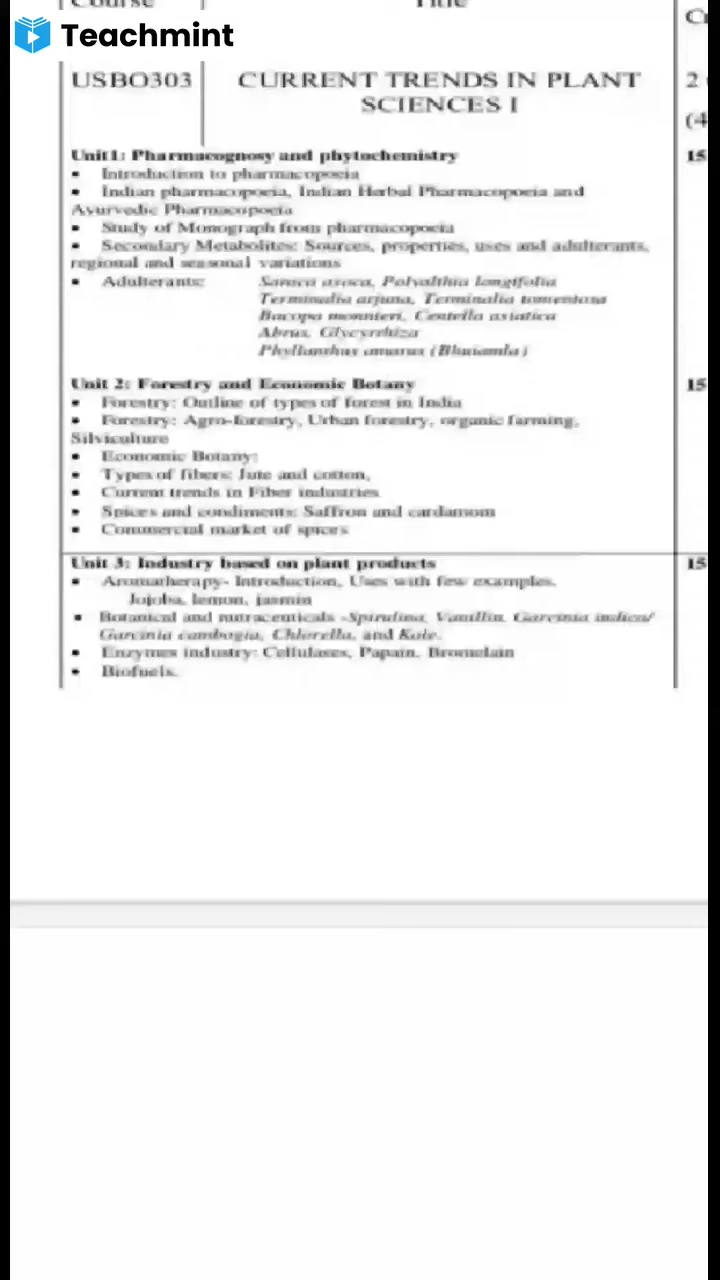 Course Title
Teachmint
USBO303 CURRENT TRENDS IN PLANT 2
SCIENCES I
(4
Unit1: Pharmacognosy and phytochemistry 15
• Introduction to pharmacopoeia
• Indian pharmacopoeia, Indian Herbal Pharmacopoeia and
Ayurvedic Pharmacopoeia
• Study of Monograph from pharmacopoeia
• Secondary Metabolites: Sources, properties, uses and adulterants,
regional and seasonal variations
• Adulterants: Saraca asoca, Polyalthia longifolia
Terminalia arjuna, Terminalia tomentosa
Bacopa monnieri, Centella asiatica
Abrus, Glycyrrhiza
Phyllanthus amarus (Bhuiamla)
Unit 2: Forestry and Economic Botany 15
• Forestry: Outline of types of forest in India
• Forestry: Agro-forestry, Urban forestry, organic farming,
Silviculture
• Economic Botany:
• Types of fibers: Jute and cotton,
• Current trends in Fiber industries
• Spices and condiments: Saffron and cardamom
• Commercial market of spices
Unit 3: Industry based on plant products 15
• Aromatherapy- Introduction, Uses with few examples.
Jojoba, lemon, jasmin
• Botanical and nutraceuticals -Spirulina, Vanillin, Garcinia indica/
Garcinia cambogia, Chlorella, and Kale.
• Enzymes industry: Cellulases, Papain, Bromelain
• Biofuels.